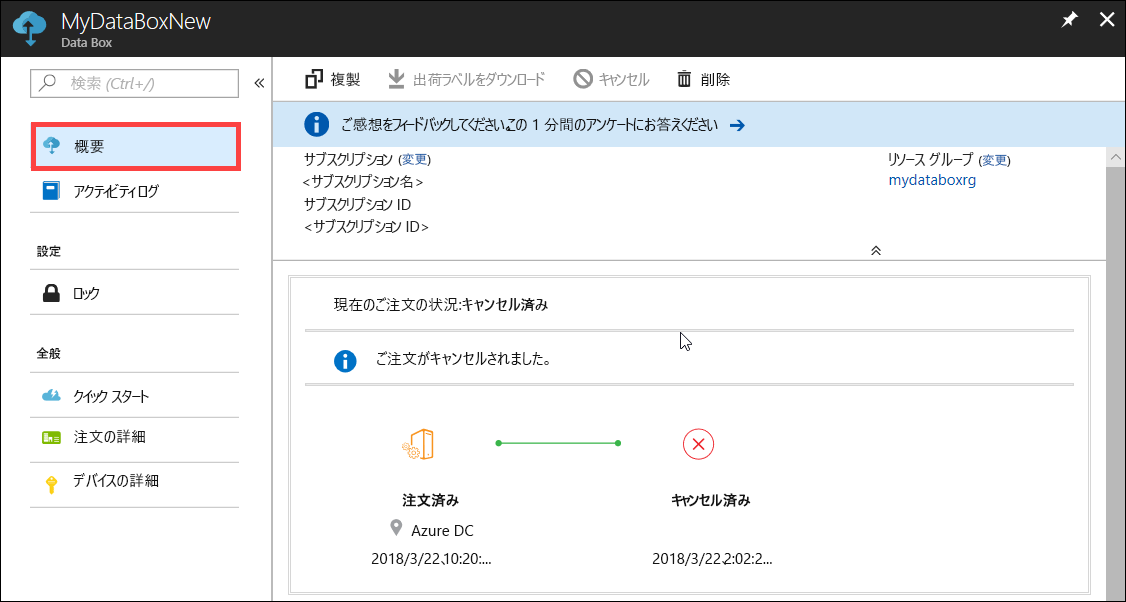 MyDataBoxNew
Data Box
検索 (Ctrl+/)
複製
出荷ラベルをダウンロード
キャンセル
削除
ご感想をフィードバックしてください。この 1 分間のアンケートにお答えください
概要
アクティビティ ログ
設定
ロック
全般
クイック スタート
注文の詳細
デバイスの詳細
サブスクリプション (変更)
<サブスクリプション名>
サブスクリプション ID
<サブスクリプション ID>
リソース グループ (変更)
mydataboxrg
現在のご注文の状況:キャンセル済み
ご注文がキャンセルされました。
注文済み
Azure DC
2018/3/22、10:20:...
キャンセル済み
2018/3/22、2:02:2...